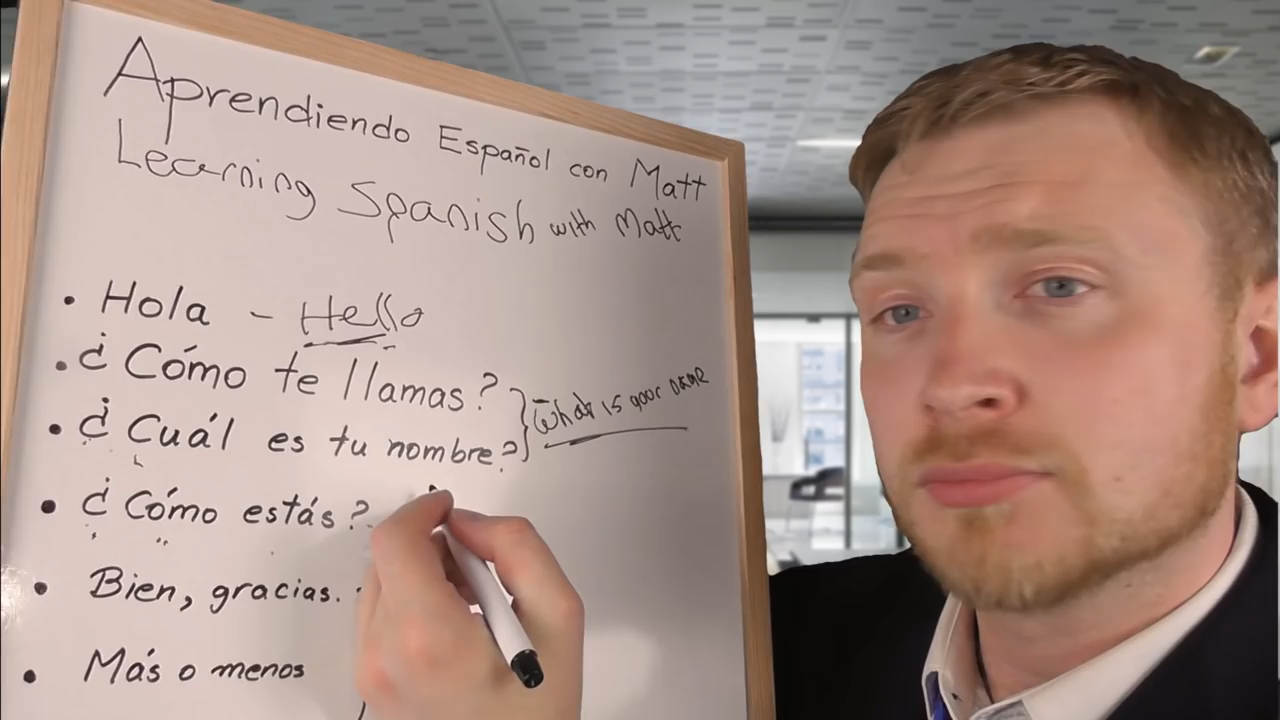 Aprendiendo Español con Matt
Learning Spanish with Matt
• Hola - Hello
• ¿Cómo te llamas?
• ¿Cuál es tu nombre? } What is your name
• ¿Cómo estás?
• Bien, gracias.
• Más o menos